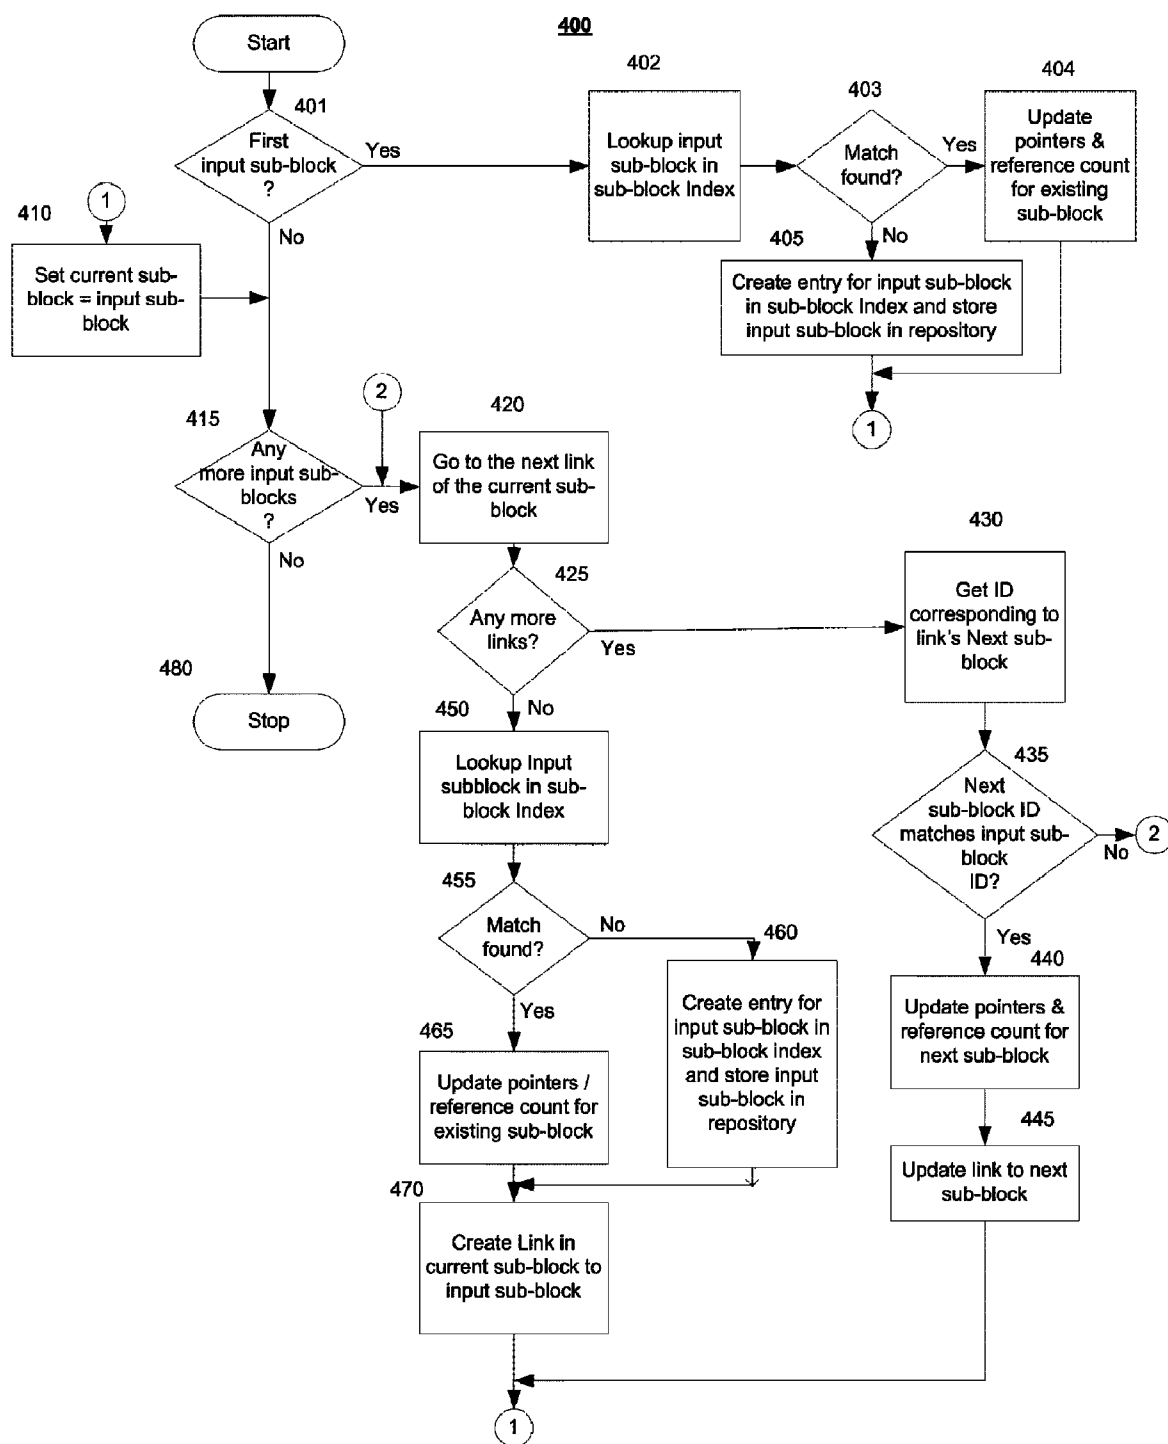 400
Start
401
First
input sub-block
?
Yes
No
402
Lookup input
sub-block in
sub-block Index
403
Match
found?
Yes
No
404
Update
pointers &
reference count
for existing
sub-block
405
Create entry for input sub-block
in sub-block Index and store
input sub-block in repository
1
1
410
Set current sub-
block = input sub-
block
415
Any
more input sub-
blocks
?
Yes
No
2
420
Go to the next link
of the current sub-
block
425
Any more
links?
Yes
No
430
Get ID
corresponding to
link's Next sub-
block
435
Next
sub-block ID
matches input sub-
block
ID?
No
2
Yes
440
Update pointers &
reference count for
next sub-block
445
Update link to next
sub-block
480
Stop
450
Lookup Input
subblock in sub-
block Index
455
Match
found?
No
Yes
460
Create entry for
input sub-block in
sub-block index
and store input
sub-block in
repository
465
Update pointers /
reference count for
existing sub-block
470
Create Link in
current sub-block to
input sub-block
1